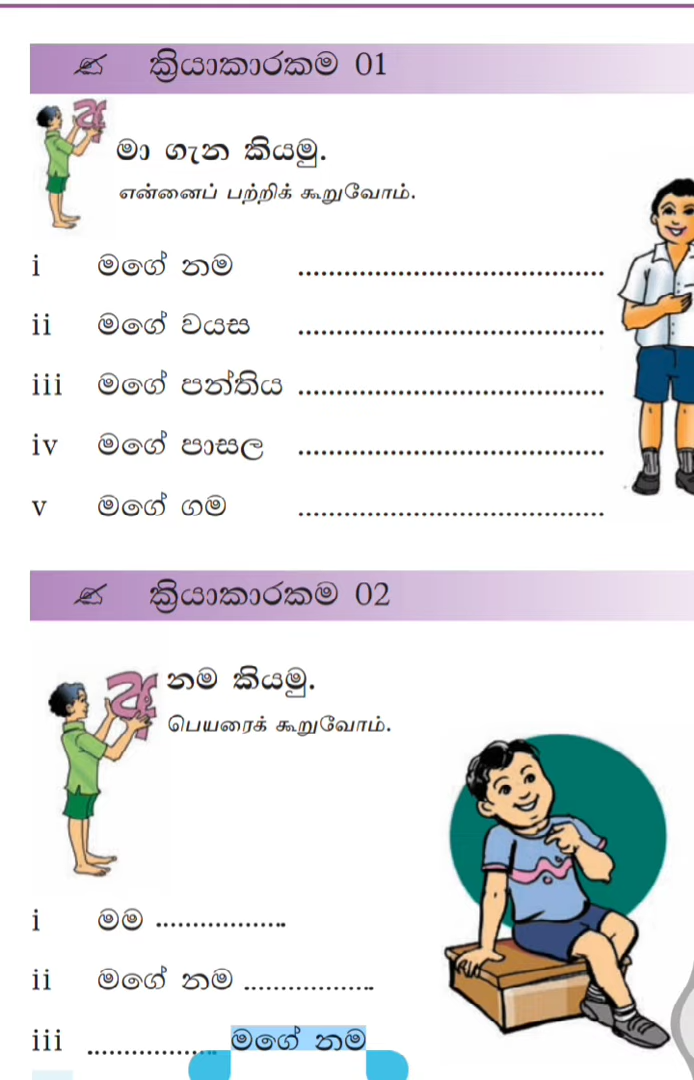 ක්‍රියාකාරකම 01
මා ගැන කියමු.
என்னைப் பற்றிக் கூறுவோம்.
i මගේ නම ........................................
ii මගේ වයස ........................................
iii මගේ පන්තිය ........................................
iv මගේ පාසල ........................................
v මගේ ගම ........................................
ක්‍රියාකාරකම 02
අ
නම කියමු.
பெயரைக் கூறுவோம்.
i මම ..................
ii මගේ නම ..................
iii .................. මගේ නම